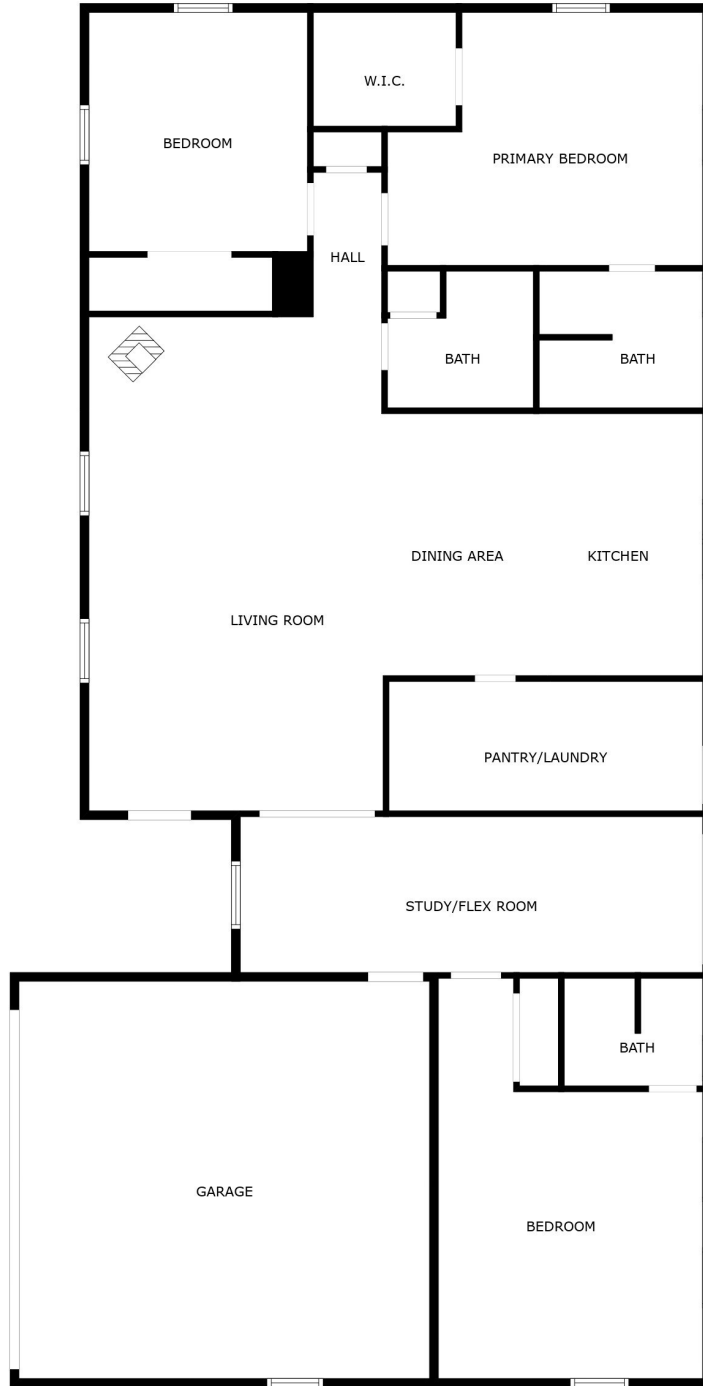 W.I.C.
BEDROOM
PRIMARY BEDROOM
HALL
BATH
BATH
DINING AREA
KITCHEN
LIVING ROOM
PANTRY/LAUNDRY
STUDY/FLEX ROOM
BATH
GARAGE
BEDROOM